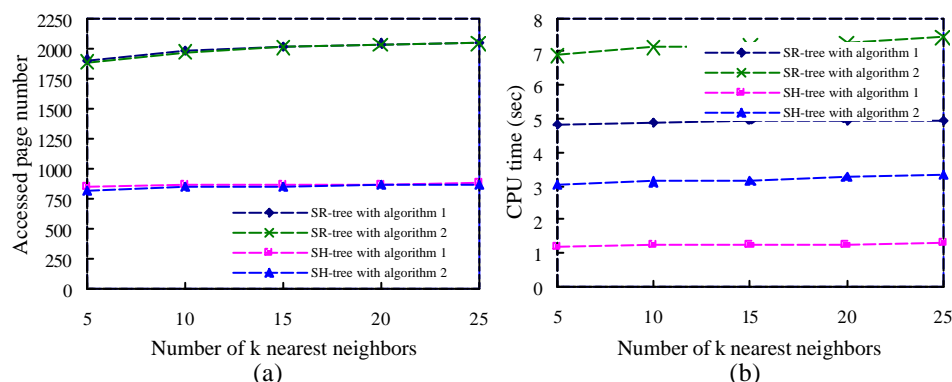 Accessed page number
2250
2000
1750
1500
1250
1000
750
500
250
0
SR-tree with algorithm 1
SR-tree with algorithm 2
SH-tree with algorithm 1
SH-tree with algorithm 2
5 10 15 20 25
Number of k nearest neighbors
(a)
CPU time (sec)
8
7
6
5
4
3
2
1
0
SR-tree with algorithm 1
SR-tree with algorithm 2
SH-tree with algorithm 1
SH-tree with algorithm 2
5 10 15 20 25
Number of k nearest neighbors
(b)